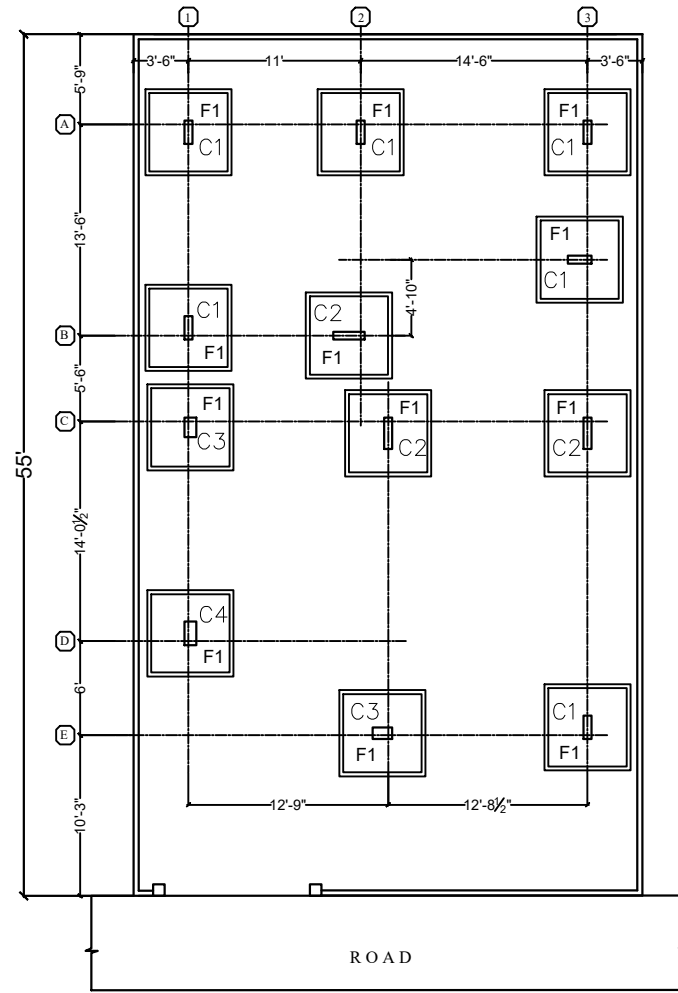 1 2 3
3'-6" 11' 14'-6" 3'-6"
5'-9"
F1 F1 F1
A
C1 C1 C1
13'-6"
F1
C1
4'-10"
C1 C2
B
F1 F1
5'-6"
F1 F1 F1
C
C3 C2 C2
55'
14'-0½"
C4
D
F1
6'
C3 C1
E
F1 F1
12'-9" 12'-8½"
10'-3"
ROAD